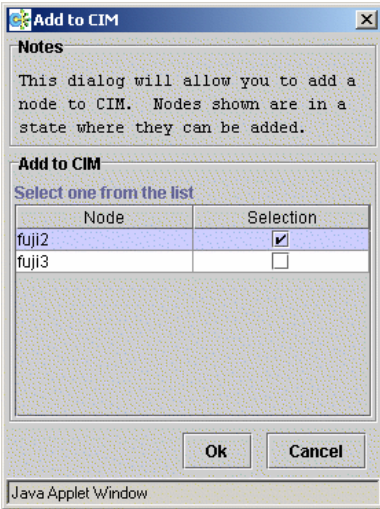 Add to CIM
Notes
This dialog will allow you to add a
node to CIM.  Nodes shown are in a
state where they can be added.
Add to CIM
Select one from the list
Node Selection
fuji2
fuji3
Ok Cancel
Java Applet Window